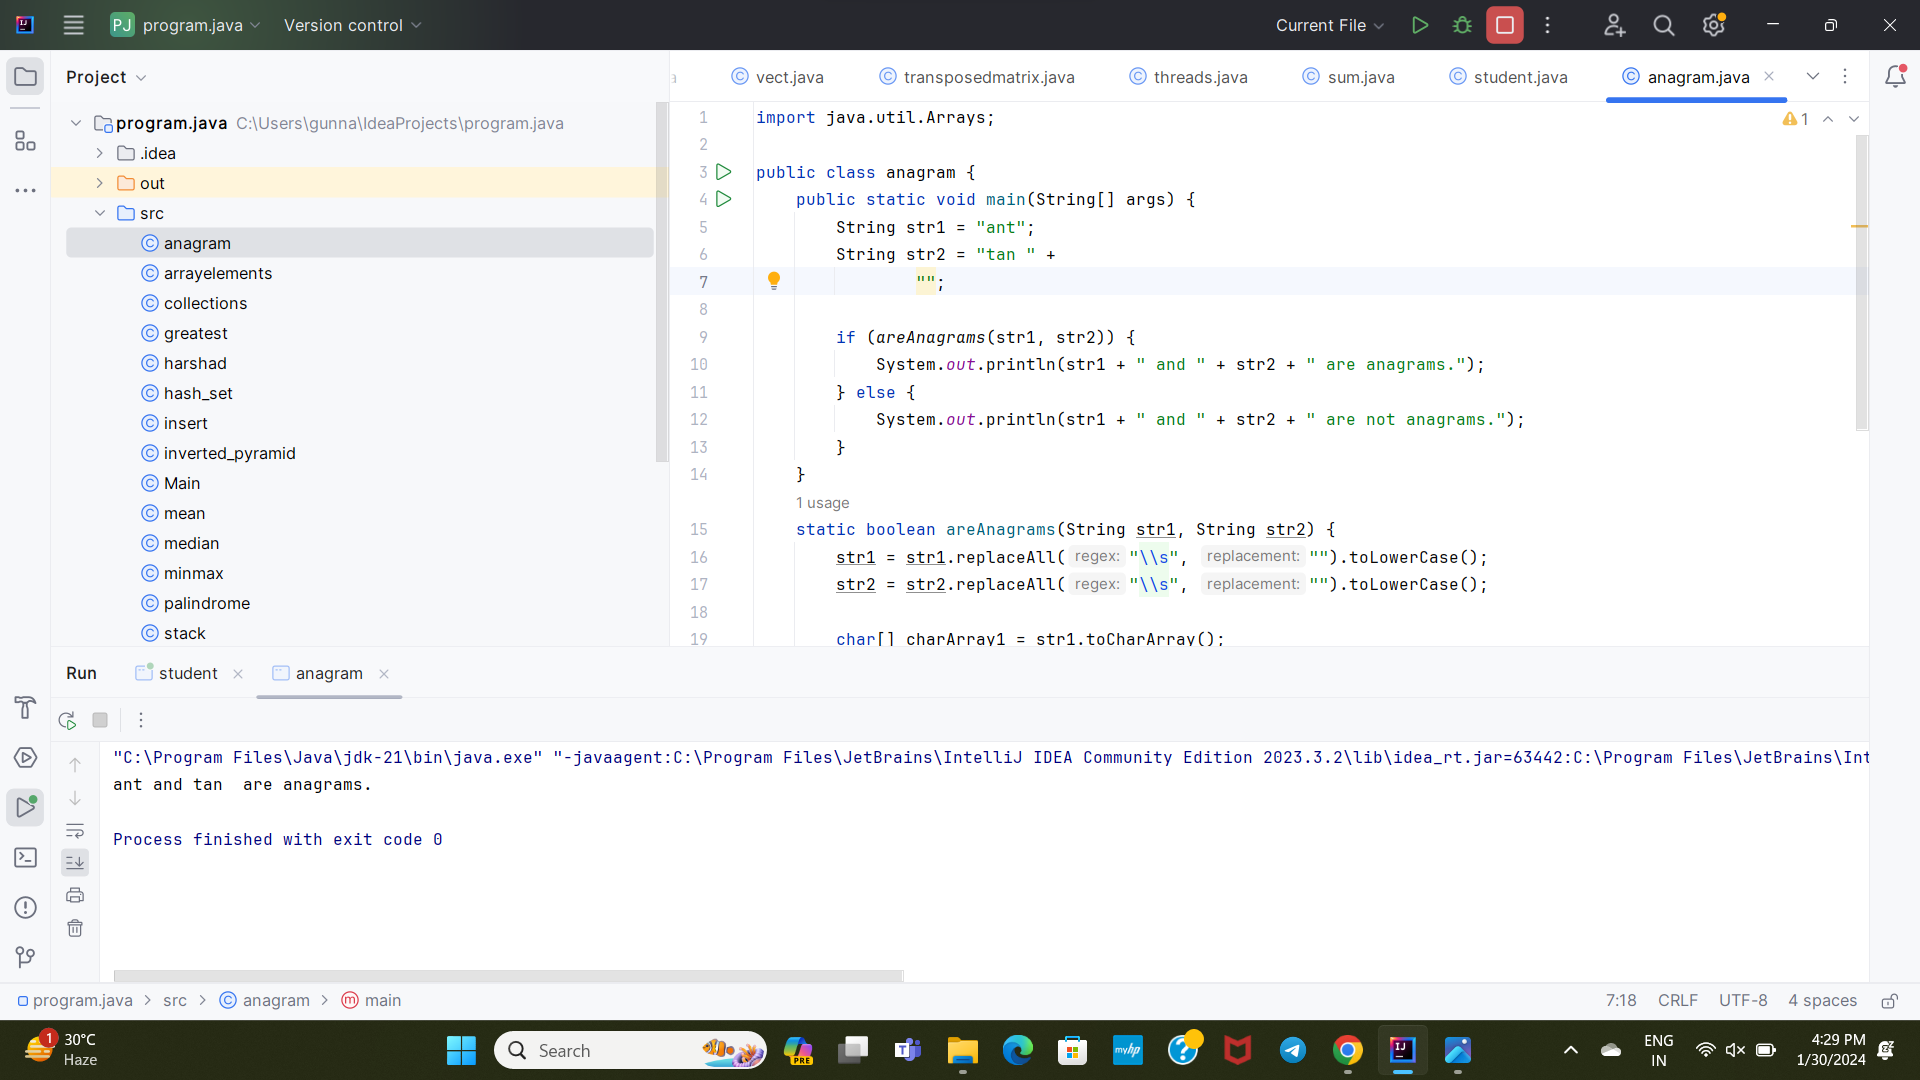 PJ program.java Version control Current File
Project
program.java C:\Users\gunna\IdeaProjects\program.java
.idea
out
src
anagram
arrayelements
collections
greatest
harshad
hash_set
insert
inverted_pyramid
Main
mean
median
minmax
palindrome
stack
vect.java transposedmatrix.java threads.java sum.java student.java anagram.java
1 import java.util.Arrays;
1
2
3 public class anagram {
4 public static void main(String[] args) {
5 String str1 = "ant";
6 String str2 = "tan " +
7 "";
8
9 if (areAnagrams(str1, str2)) {
10 System.out.println(str1 + " and " + str2 + " are anagrams.");
11 } else {
12 System.out.println(str1 + " and " + str2 + " are not anagrams.");
13 }
14 }
1 usage
15 static boolean areAnagrams(String str1, String str2) {
16 str1 = str1.replaceAll( regex: "\\s", replacement: "").toLowerCase();
17 str2 = str2.replaceAll( regex: "\\s", replacement: "").toLowerCase();
18
19 char[] charArray1 = str1.toCharArray();
Run student anagram
"C:\Program Files\Java\jdk-21\bin\java.exe" "-javaagent:C:\Program Files\JetBrains\IntelliJ IDEA Community Edition 2023.3.2\lib\idea_rt.jar=63442:C:\Program Files\JetBrains\Int
ant and tan  are anagrams.
Process finished with exit code 0
program.java > src > anagram > main 7:18 CRLF UTF-8 4 spaces
1 30°C
Haze
Search
PRE
myhp
ENG
IN
4:29 PM
1/30/2024